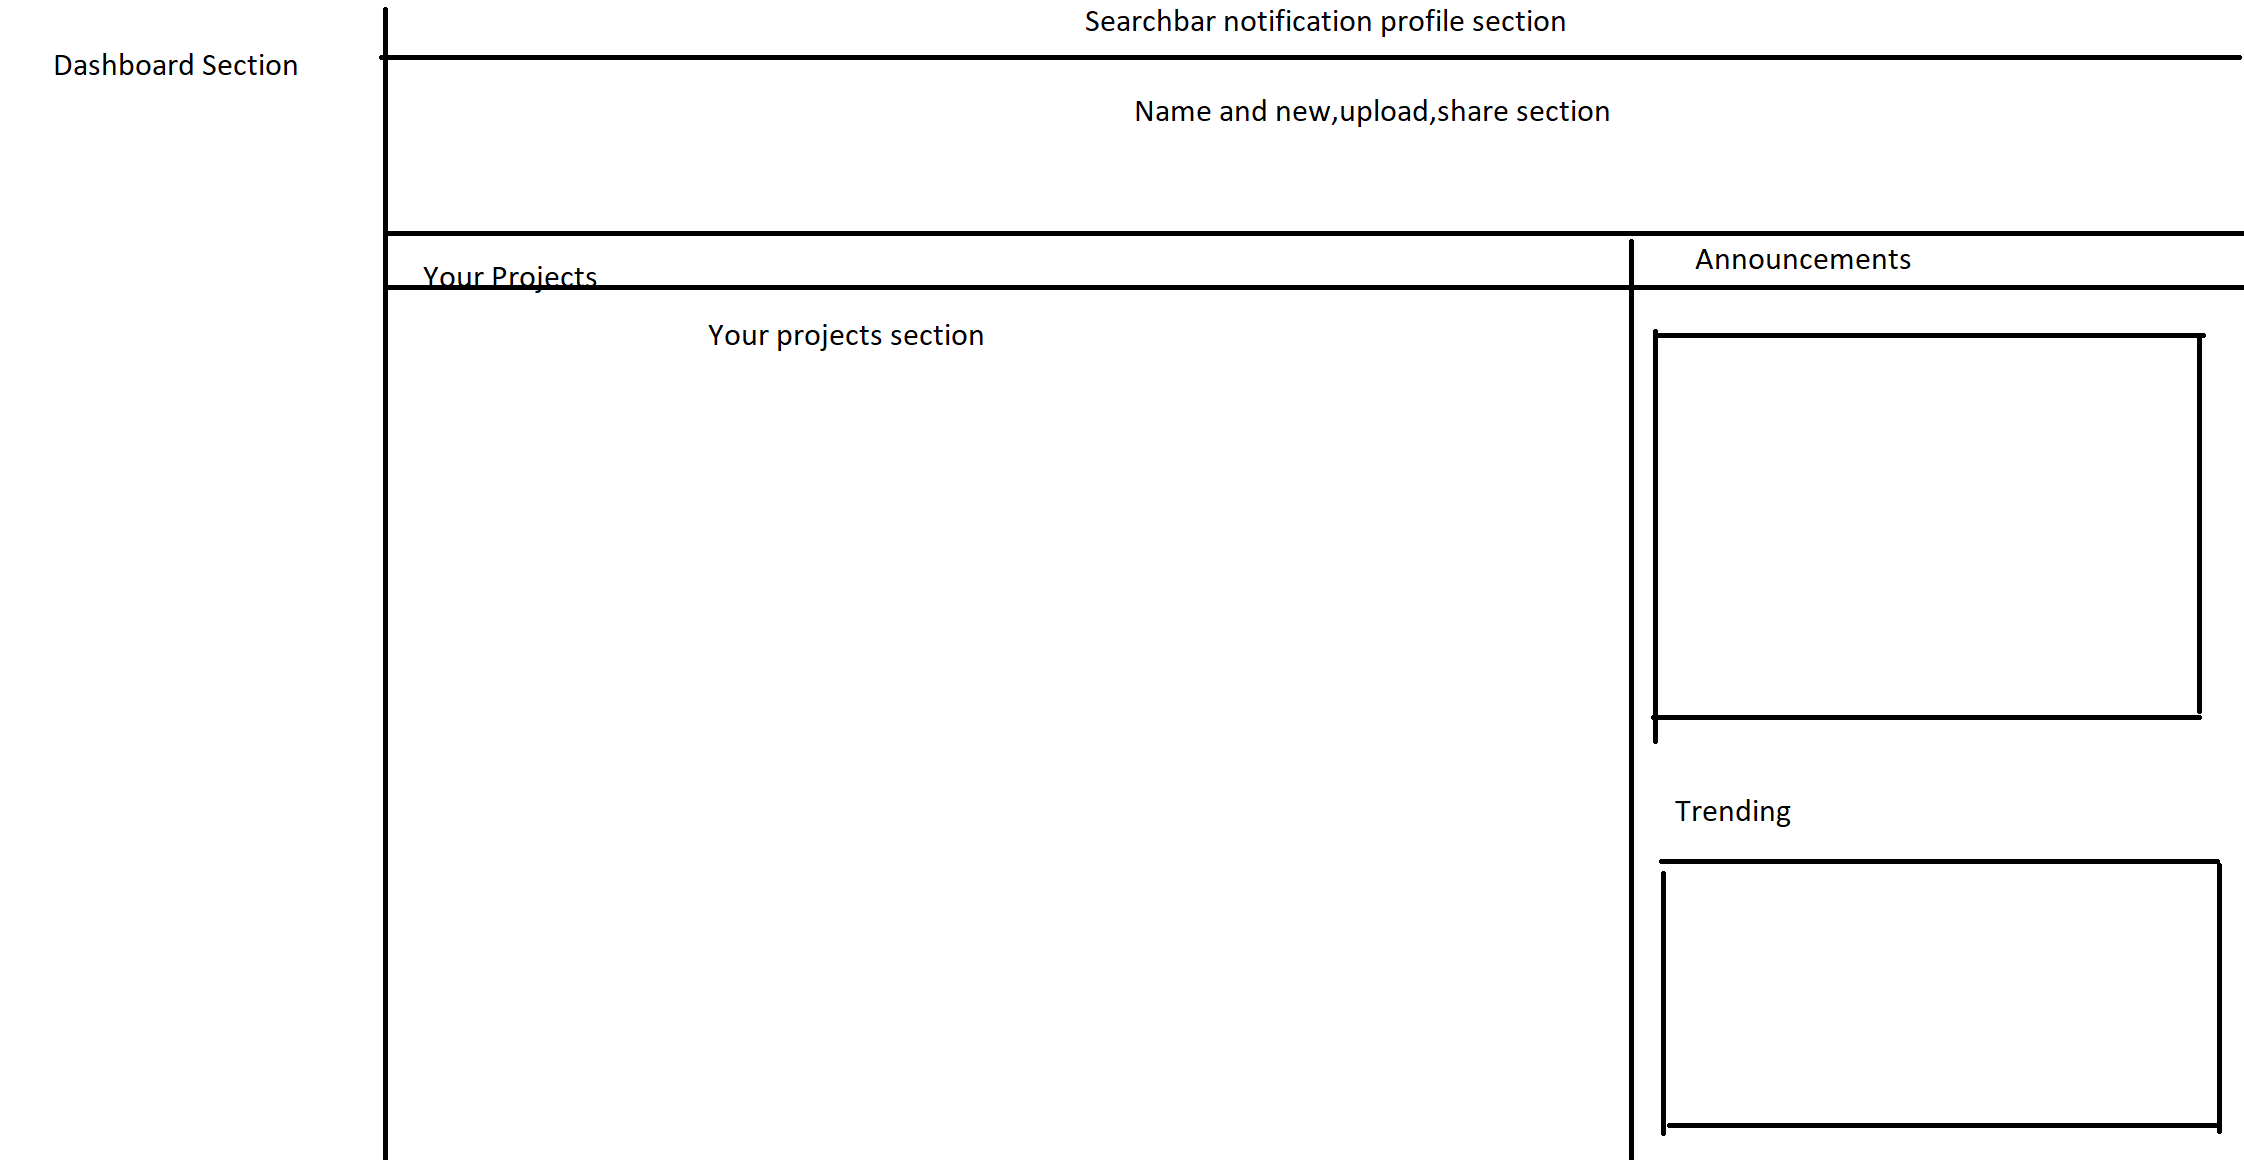 Searchbar notification profile section
Dashboard Section
Name and new,upload,share section
Your Projects
Announcements
Your projects section
Trending